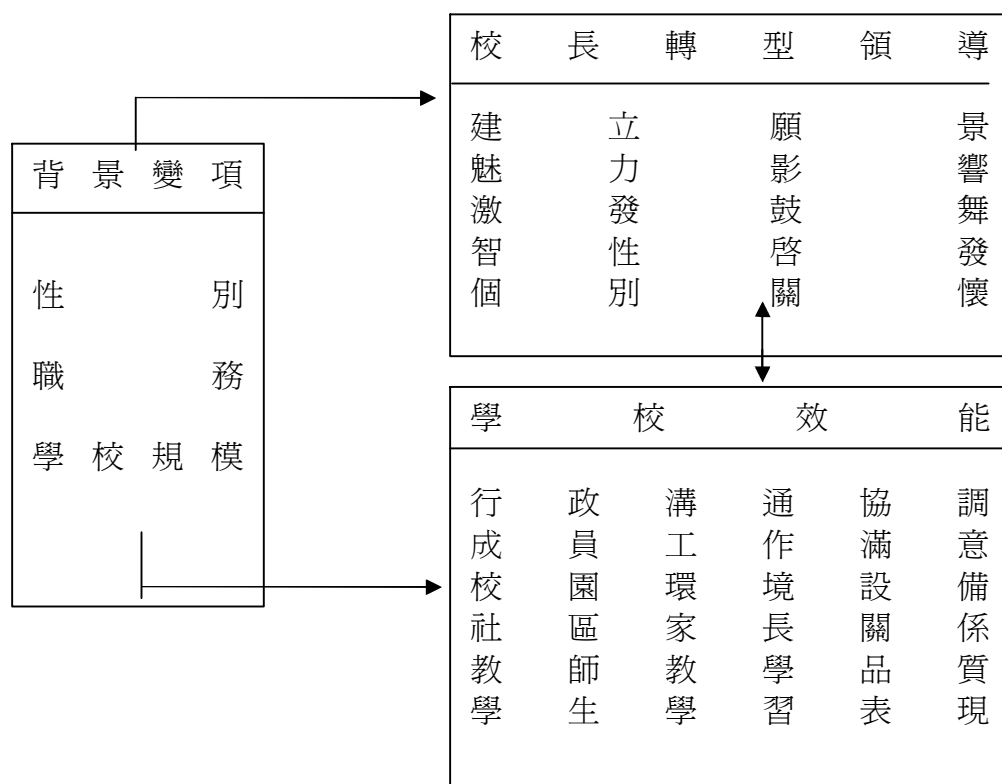 背景變項
性別
職務
學校規模
校長轉型領導
建立願景
魅力影響
激發鼓舞
智性啓發
個別關懷
學校效能
行政溝通協調
成員工作滿意
校園環境設備
社區家長關係
教師教學品質
學生學習表現